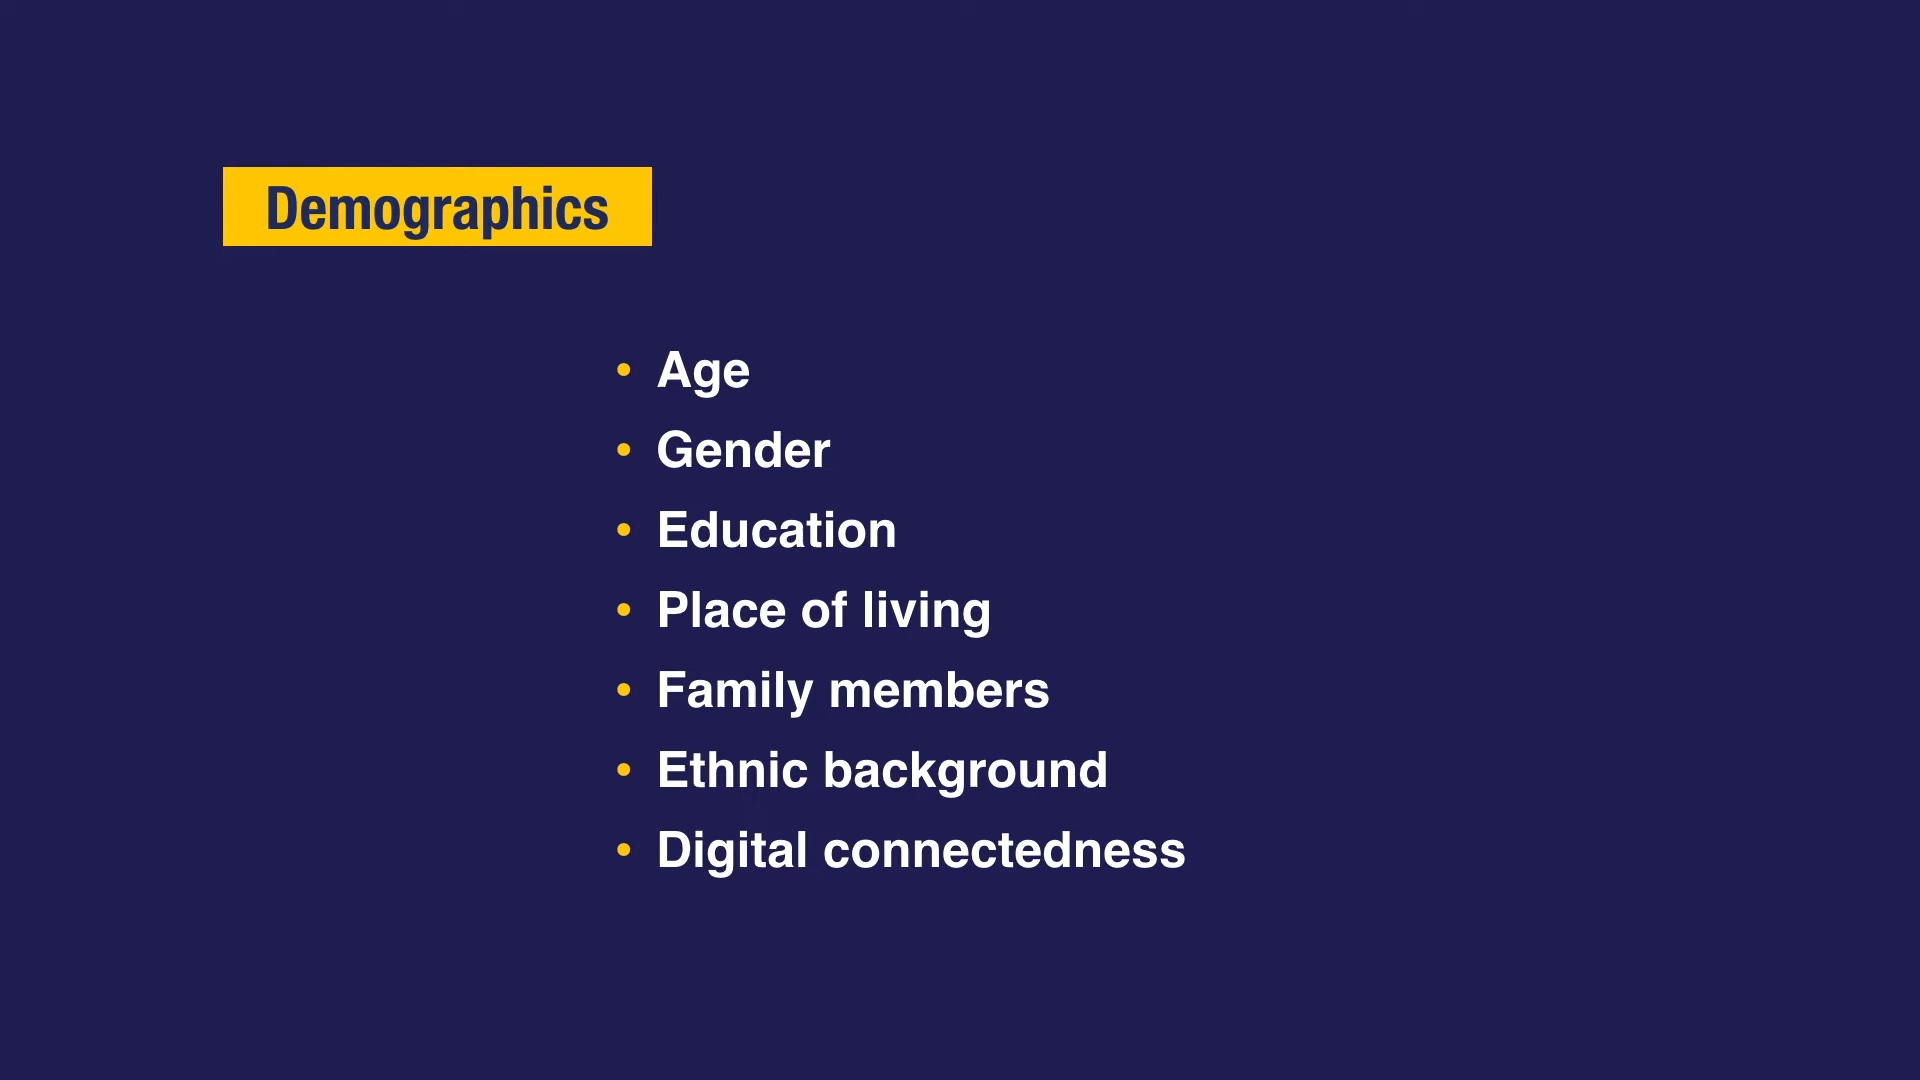 Demographics
• Age
• Gender
• Education
• Place of living
• Family members
• Ethnic background
• Digital connectedness